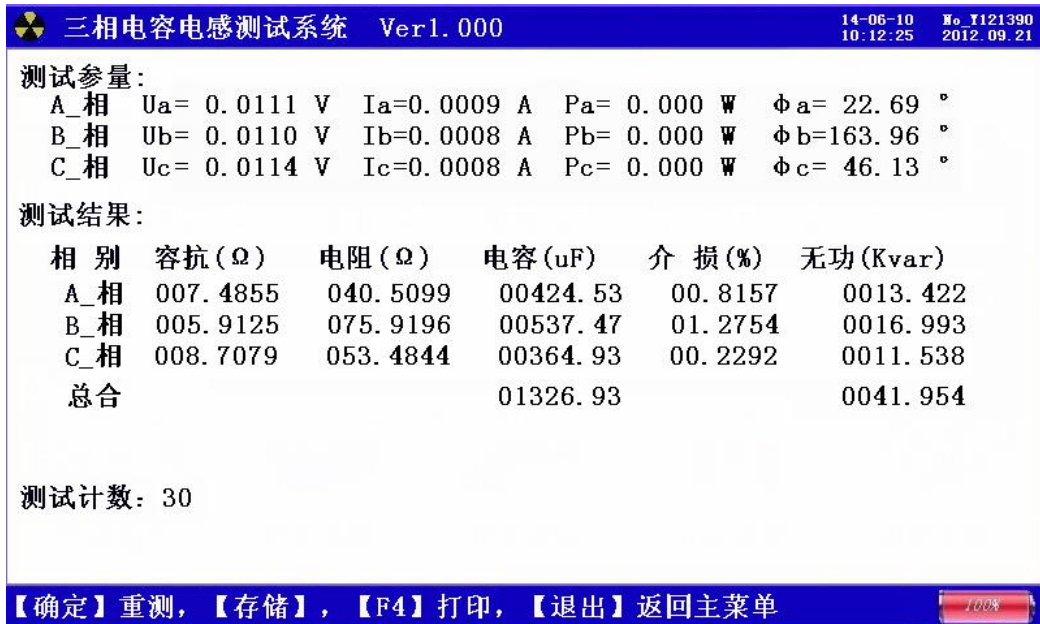 三相电容电感测试系统 Ver1.000 14-06-10 No_Y121390
10:12:25 2012.09.21
测试参量:
A_相 Ua= 0.0111 V Ia=0.0009 A Pa= 0.000 W Φa= 22.69 °
B_相 Ub= 0.0110 V Ib=0.0008 A Pb= 0.000 W Φb=163.96 °
C_相 Uc= 0.0114 V Ic=0.0008 A Pc= 0.000 W Φc= 46.13 °
测试结果:
相 别 容抗(Ω) 电阻(Ω) 电容(uF) 介 损(%) 无功(Kvar)
A_相 007.4855 040.5099 00424.53 00.8157 0013.422
B_相 005.9125 075.9196 00537.47 01.2754 0016.993
C_相 008.7079 053.4844 00364.93 00.2292 0011.538
总合 01326.93 0041.954
测试计数: 30
【确定】重测, 【存储】, 【F4】打印, 【退出】返回主菜单 100%